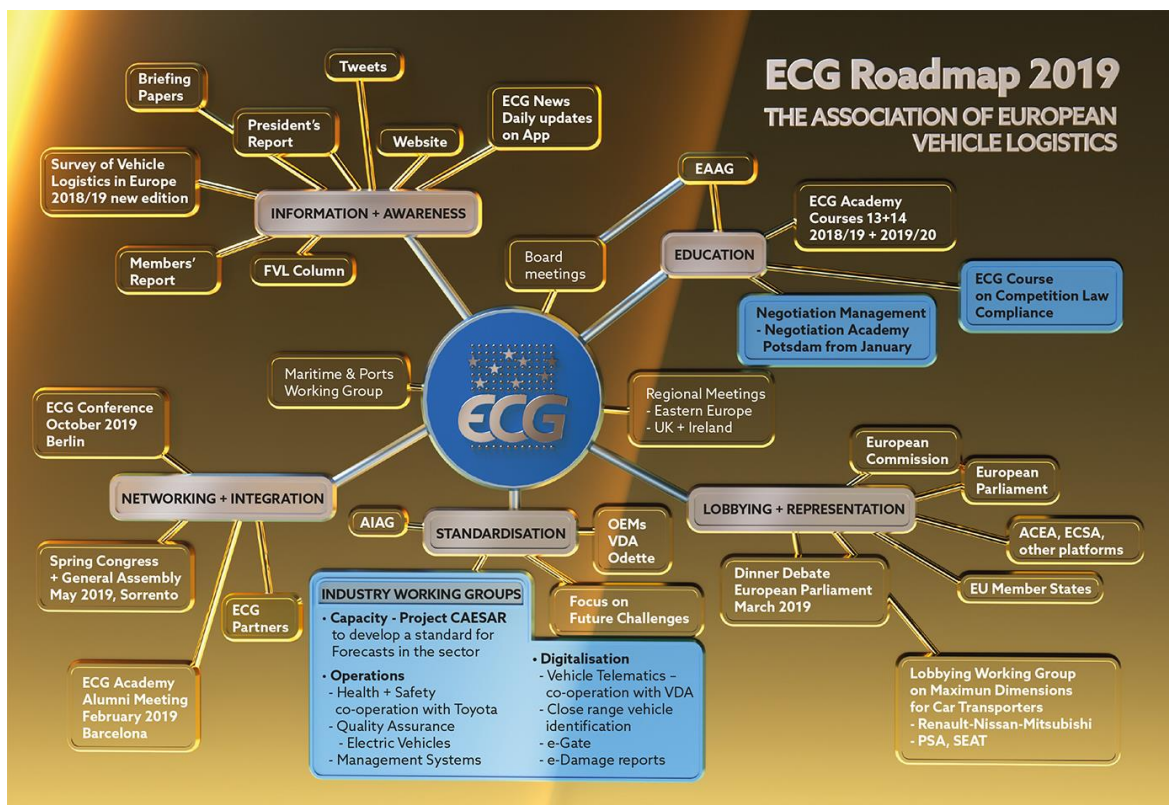 ECG Roadmap 2019
THE ASSOCIATION OF EUROPEAN
VEHICLE LOGISTICS
Briefing
Papers
President's
Report
Tweets
Website
ECG News
Daily updates
on App
Survey of Vehicle
Logistics in Europe
2018/19 new edition
INFORMATION + AWARENESS
Members'
Report
FVL Column
Board
meetings
EAAG
EDUCATION
ECG Academy
Courses 13+14
2018/19 + 2019/20
ECG Course
on Competition Law
Compliance
Negotiation Management
- Negotiation Academy
Potsdam from January
Maritime & Ports
Working Group
ECG
Regional Meetings
- Eastern Europe
- UK + Ireland
ECG Conference
October 2019
Berlin
NETWORKING + INTEGRATION
Spring Congress
+ General Assembly
May 2019, Sorrento
ECG
Partners
ECG Academy
Alumni Meeting
February 2019
Barcelona
AIAG
STANDARDISATION
OEMs
VDA
Odette
Focus on
Future Challenges
INDUSTRY WORKING GROUPS
• Capacity - Project CAESAR
to develop a standard for
Forecasts in the sector
• Operations
- Health + Safety
co-operation with Toyota
- Quality Assurance
- Electric Vehicles
- Management Systems
• Digitalisation
- Vehicle Telematics –
co-operation with VDA
- Close range vehicle
identification
- e-Gate
- e-Damage reports
European
Commission
European
Parliament
LOBBYING + REPRESENTATION
ACEA, ECSA,
other platforms
EU Member States
Dinner Debate
European Parliament
March 2019
Lobbying Working Group
on Maximun Dimensions
for Car Transporters
- Renault-Nissan-Mitsubishi
- PSA, SEAT